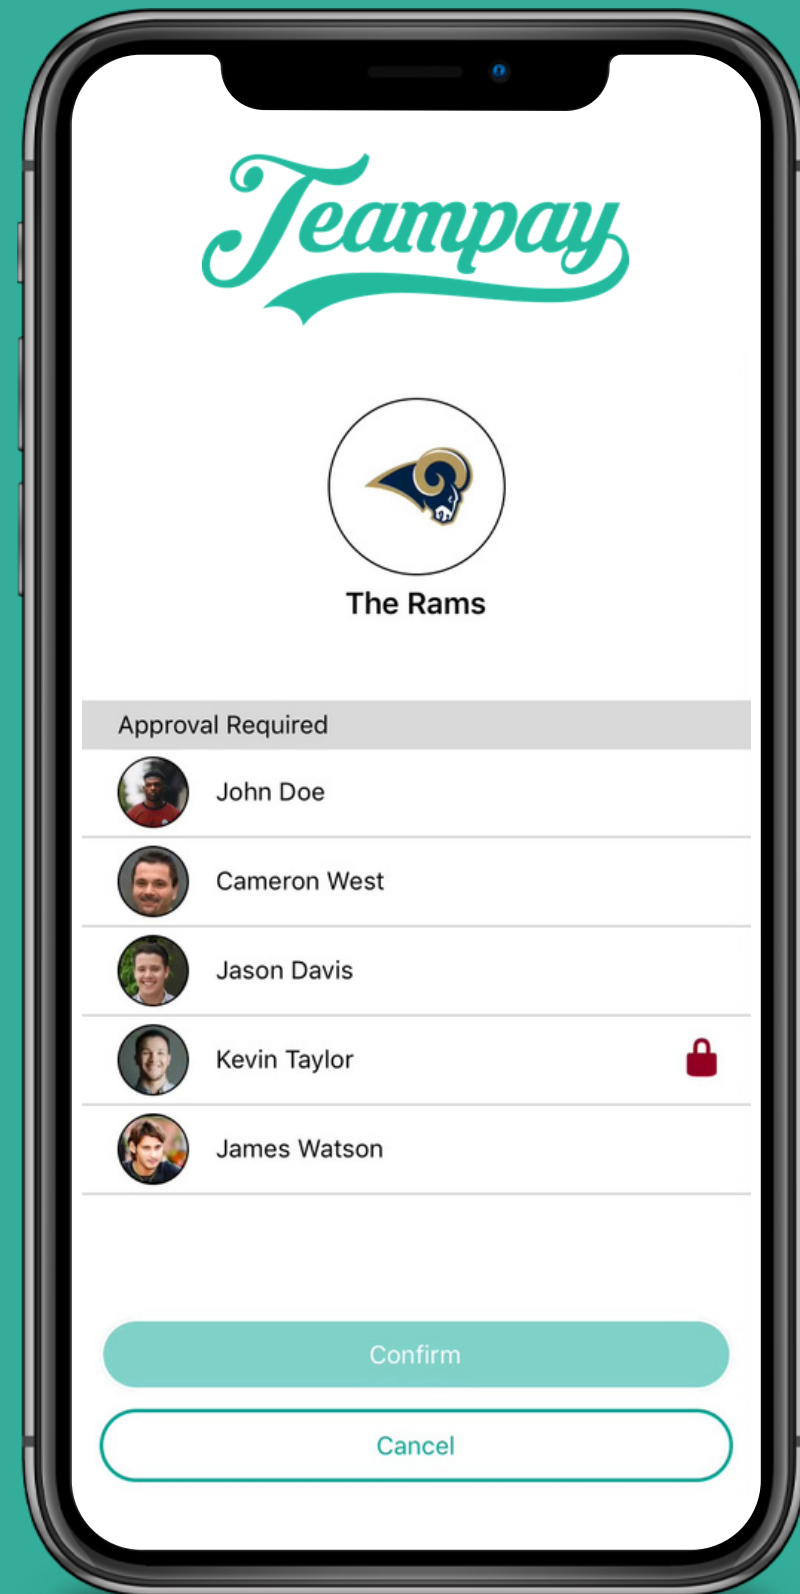 Teampay
The Rams
Approval Required
John Doe
Cameron West
Jason Davis
Kevin Taylor
James Watson
Confirm
Cancel